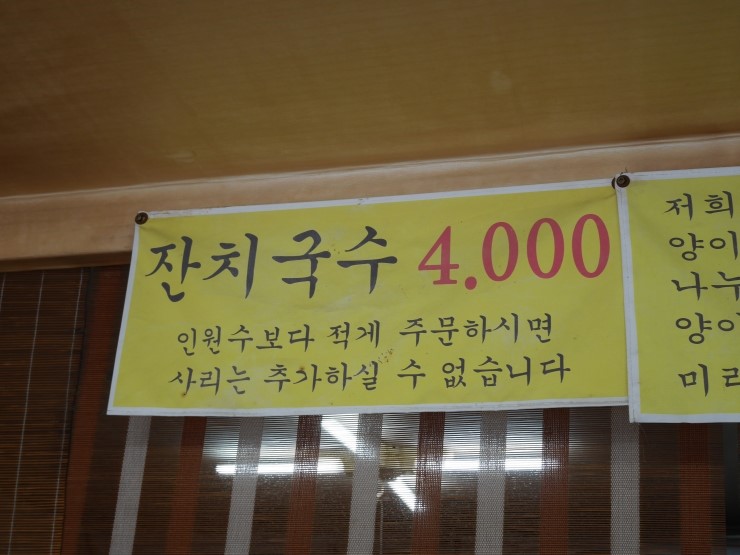 잔치국수 4.000
인원수보다 적게 주문하시면
사리는 추가하실 수 없습니다
저희
양이
나누
양이
미리